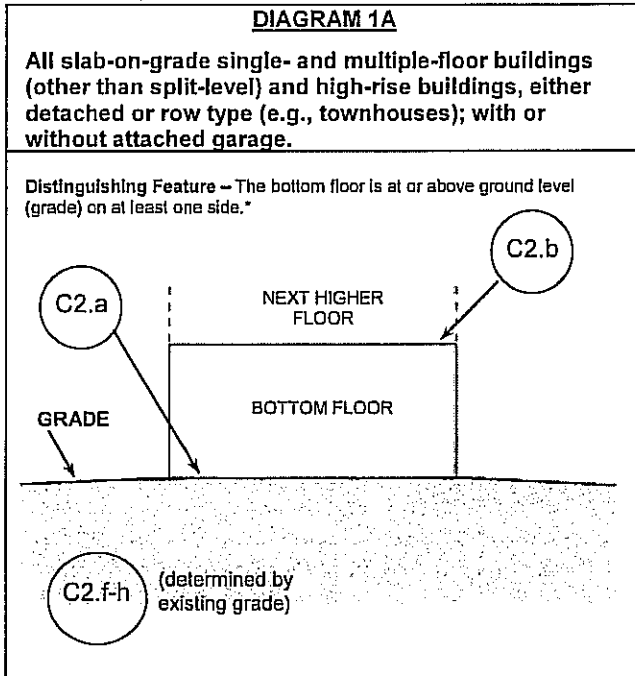 DIAGRAM 1A
All slab-on-grade single- and multiple-floor buildings
(other than split-level) and high-rise buildings, either
detached or row type (e.g., townhouses); with or
without attached garage.
Distinguishing Feature – The bottom floor is at or above ground level
(grade) on at least one side.*
C2.b
C2.a
NEXT HIGHER
FLOOR
BOTTOM FLOOR
GRADE
C2.f-h
(determined by
existing grade)